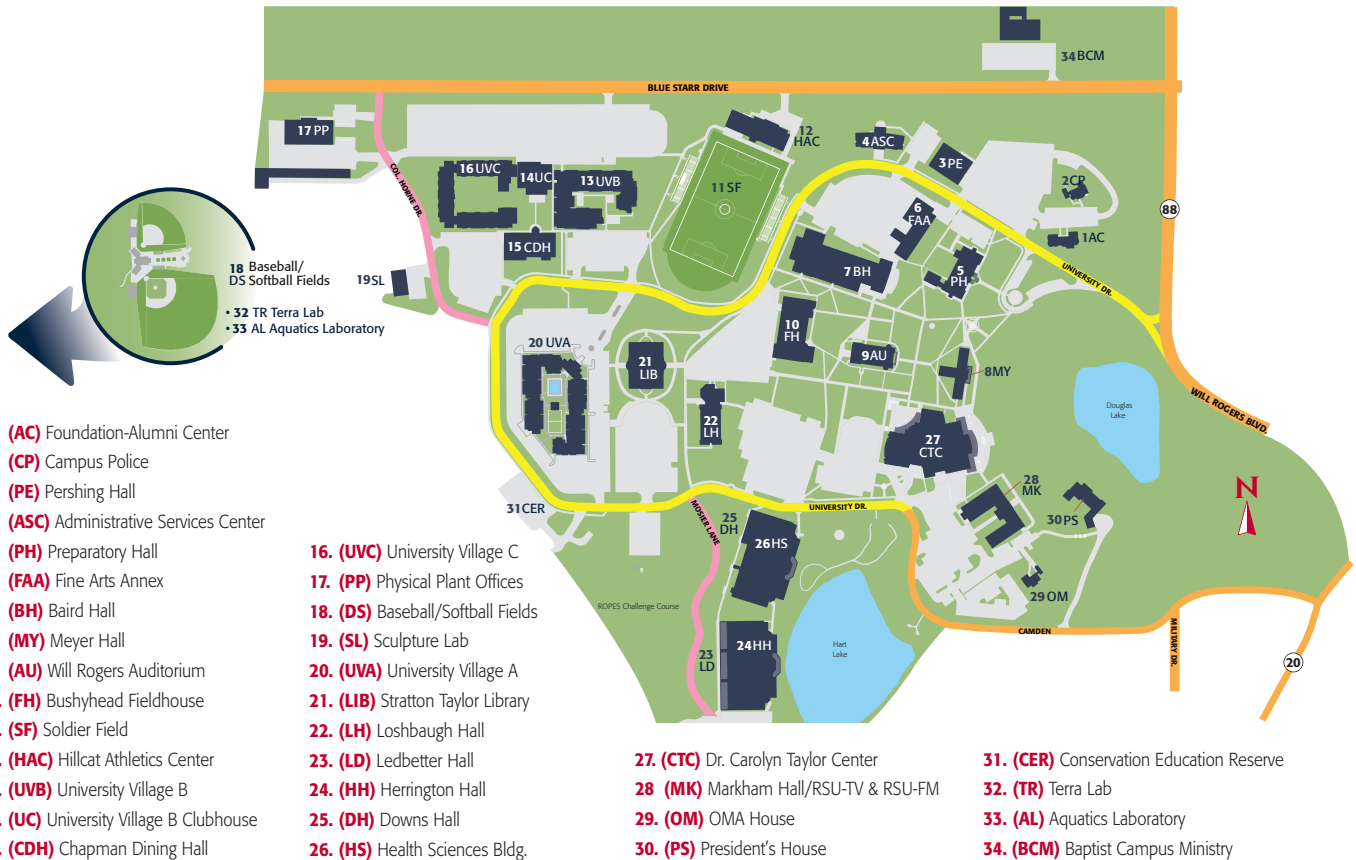 34 BCM
BLUE STARR DRIVE
17 PP
12
HAC
4 ASC
3 PE
COL. HORNE DR.
16 UVC
14 UC
13 UVB
11 SF
2 CP
6
FAA
88
15 CDH
1 AC
18 Baseball/
DS Softball Fields
19 SL
7 BH
5
PH
UNIVERSITY DR.
• 32 TR Terra Lab
• 33 AL Aquatics Laboratory
20 UVA
10
FH
21
LIB
9 AU
8 MY
WILL ROGERS BLVD.
Douglas
Lake
22
LH
27
CTC
28
MK
N
31 CER
MOSIER LANE
25
DH
UNIVERSITY DR.
30 PS
26 HS
29 OM
ROPES Challenge Course
CAMDEN
MILITARY DR.
23
LD
24 HH
Hart
Lake
20
(AC) Foundation-Alumni Center
(CP) Campus Police
(PE) Pershing Hall
(ASC) Administrative Services Center
(PH) Preparatory Hall
(FAA) Fine Arts Annex
(BH) Baird Hall
(MY) Meyer Hall
(AU) Will Rogers Auditorium
. (FH) Bushyhead Fieldhouse
. (SF) Soldier Field
. (HAC) Hillcat Athletics Center
. (UVB) University Village B
. (UC) University Village B Clubhouse
. (CDH) Chapman Dining Hall
16. (UVC) University Village C
17. (PP) Physical Plant Offices
18. (DS) Baseball/Softball Fields
19. (SL) Sculpture Lab
20. (UVA) University Village A
21. (LIB) Stratton Taylor Library
22. (LH) Loshbaugh Hall
23. (LD) Ledbetter Hall
24. (HH) Herrington Hall
25. (DH) Downs Hall
26. (HS) Health Sciences Bldg.
27. (CTC) Dr. Carolyn Taylor Center
28 (MK) Markham Hall/RSU-TV & RSU-FM
29. (OM) OMA House
30. (PS) President's House
31. (CER) Conservation Education Reserve
32. (TR) Terra Lab
33. (AL) Aquatics Laboratory
34. (BCM) Baptist Campus Ministry